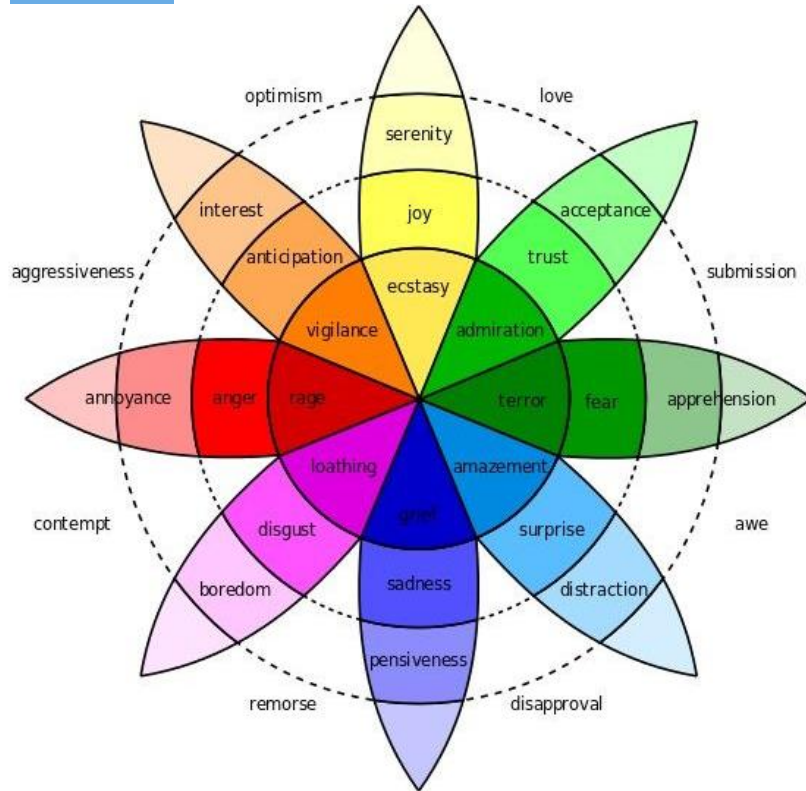 optimism
love
serenity
interest
acceptance
joy
anticipation
trust
aggressiveness
submission
ecstasy
vigilance
admiration
annoyance
anger
rage
terror
fear
apprehension
loathing
amazement
grief
contempt
disgust
surprise
awe
boredom
sadness
distraction
pensiveness
remorse
disapproval